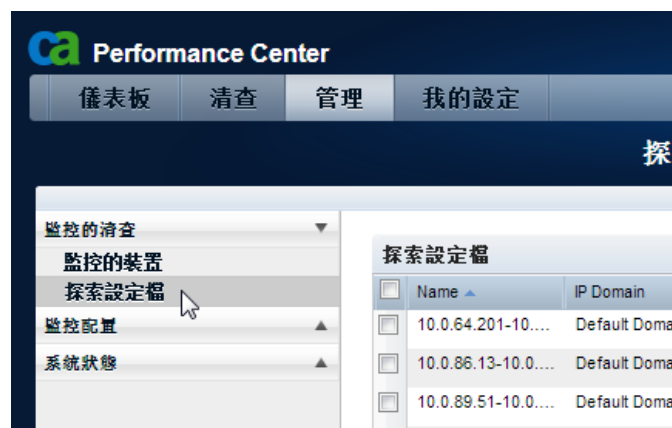 ca Performance Center
儀表板 清查 管理 我的設定
探
監控的清查
監控的裝置
探索設定檔
監控配置
系統狀態
探索設定檔
Name IP Domain
10.0.64.201-10.... Default Doma
10.0.86.13-10.0.... Default Doma
10.0.89.51-10.0.... Default Doma